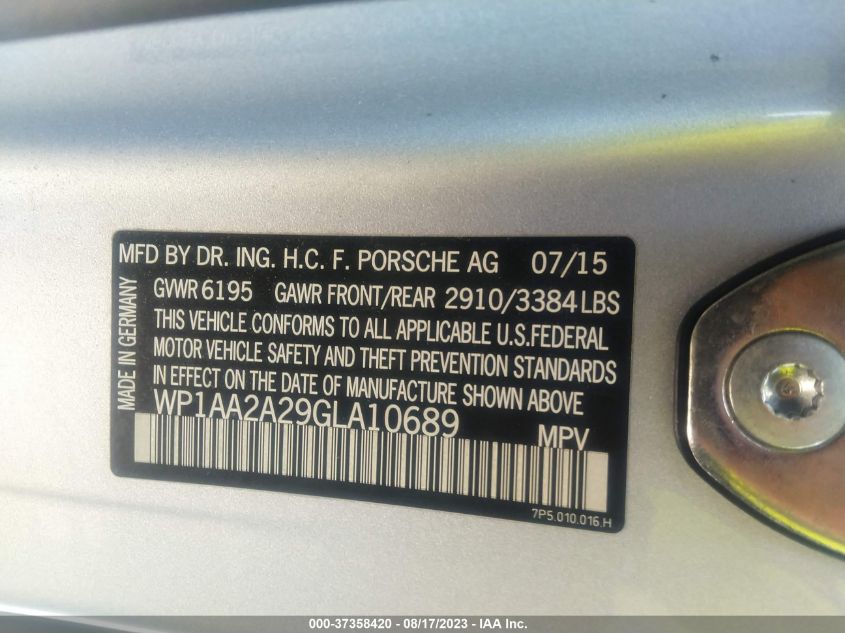 MFD BY DR. ING. H.C. F. PORSCHE AG 07/15
GVWR 6195 GAWR FRONT/REAR 2910/3384 LBS
THIS VEHICLE CONFORMS TO ALL APPLICABLE U.S.FEDERAL
MOTOR VEHICLE SAFETY AND THEFT PREVENTION STANDARDS
IN EFFECT ON THE DATE OF MANUFACTURE SHOWN ABOVE
WP1AA2A29GLA10689 MPV
MADE IN GERMANY
7P5.010.016.H
000-37358420 - 08/17/2023 - IAA Inc.